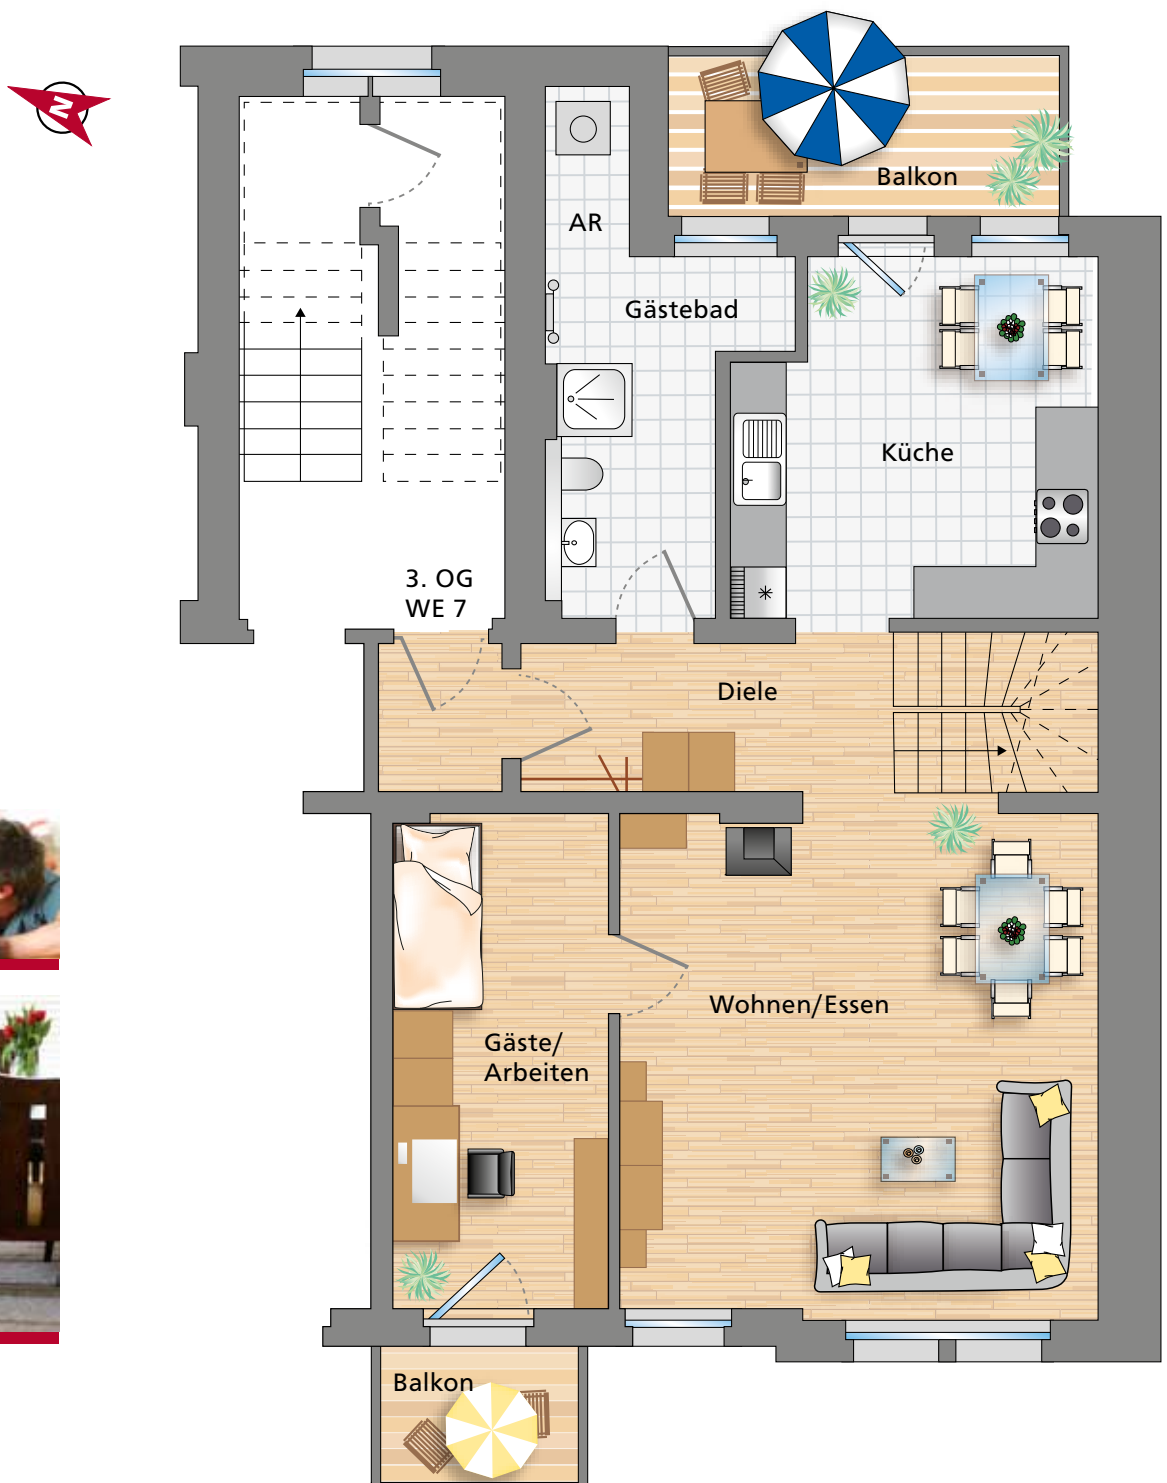 N
Balkon
AR
Gästebad
Küche
3. OG
WE 7
Diele
Wohnen/Essen
Gäste/
Arbeiten
Balkon